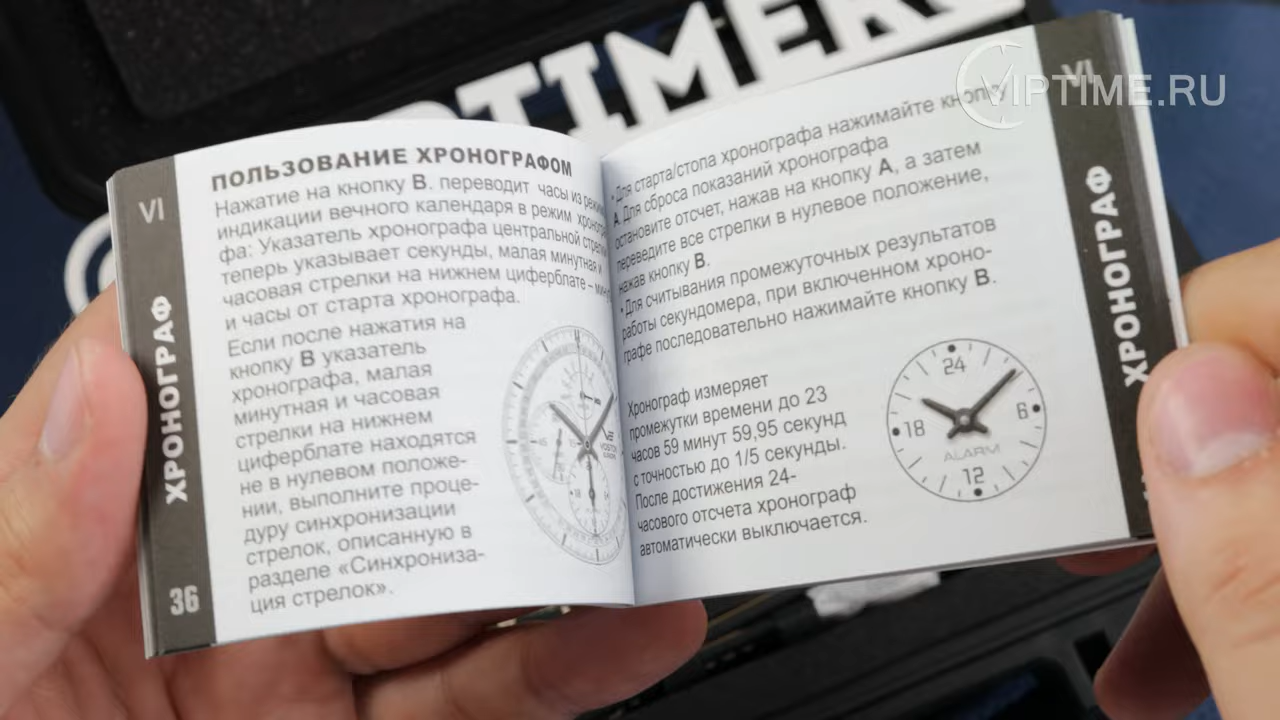 VIPTIME.RU
VI
ХРОНОГРАФ
36
ПОЛЬЗОВАНИЕ ХРОНОГРАФОМ
Нажатие на кнопку В. переводит часы из
индикации вечного календаря в режим
фа: Указатель хронографа центральной
теперь указывает секунды, малая минутная и
часовая стрелки на нижнем циферблате –
и часы от старта хронографа.
Если после нажатия на
кнопку В указатель
хронографа, малая
минутная и часовая
стрелки на нижнем
циферблате находятся
не в нулевом положе-
нии, выполните проце-
дуру синхронизации
стрелок, описанную в
разделе «Синхрониза-
ция стрелок».
• Для старта/стопа хронографа нажимайте кнопку
А. Для сброса показаний хронографа
остановите отсчет, нажав на кнопку А, а затем
переведите все стрелки в нулевое положение,
нажав кнопку В.
• Для считывания промежуточных результатов
работы секундомера, при включенном хроно-
графе последовательно нажимайте кнопку В.
Хронограф измеряет
промежутки времени до 23
часов 59 минут 59,95 секунд
с точностью до 1/5 секунды.
После достижения 24-
часового отсчета хронограф
автоматически выключается.
24
6
18
ALARM
12
VI
ХРОНОГРАФ